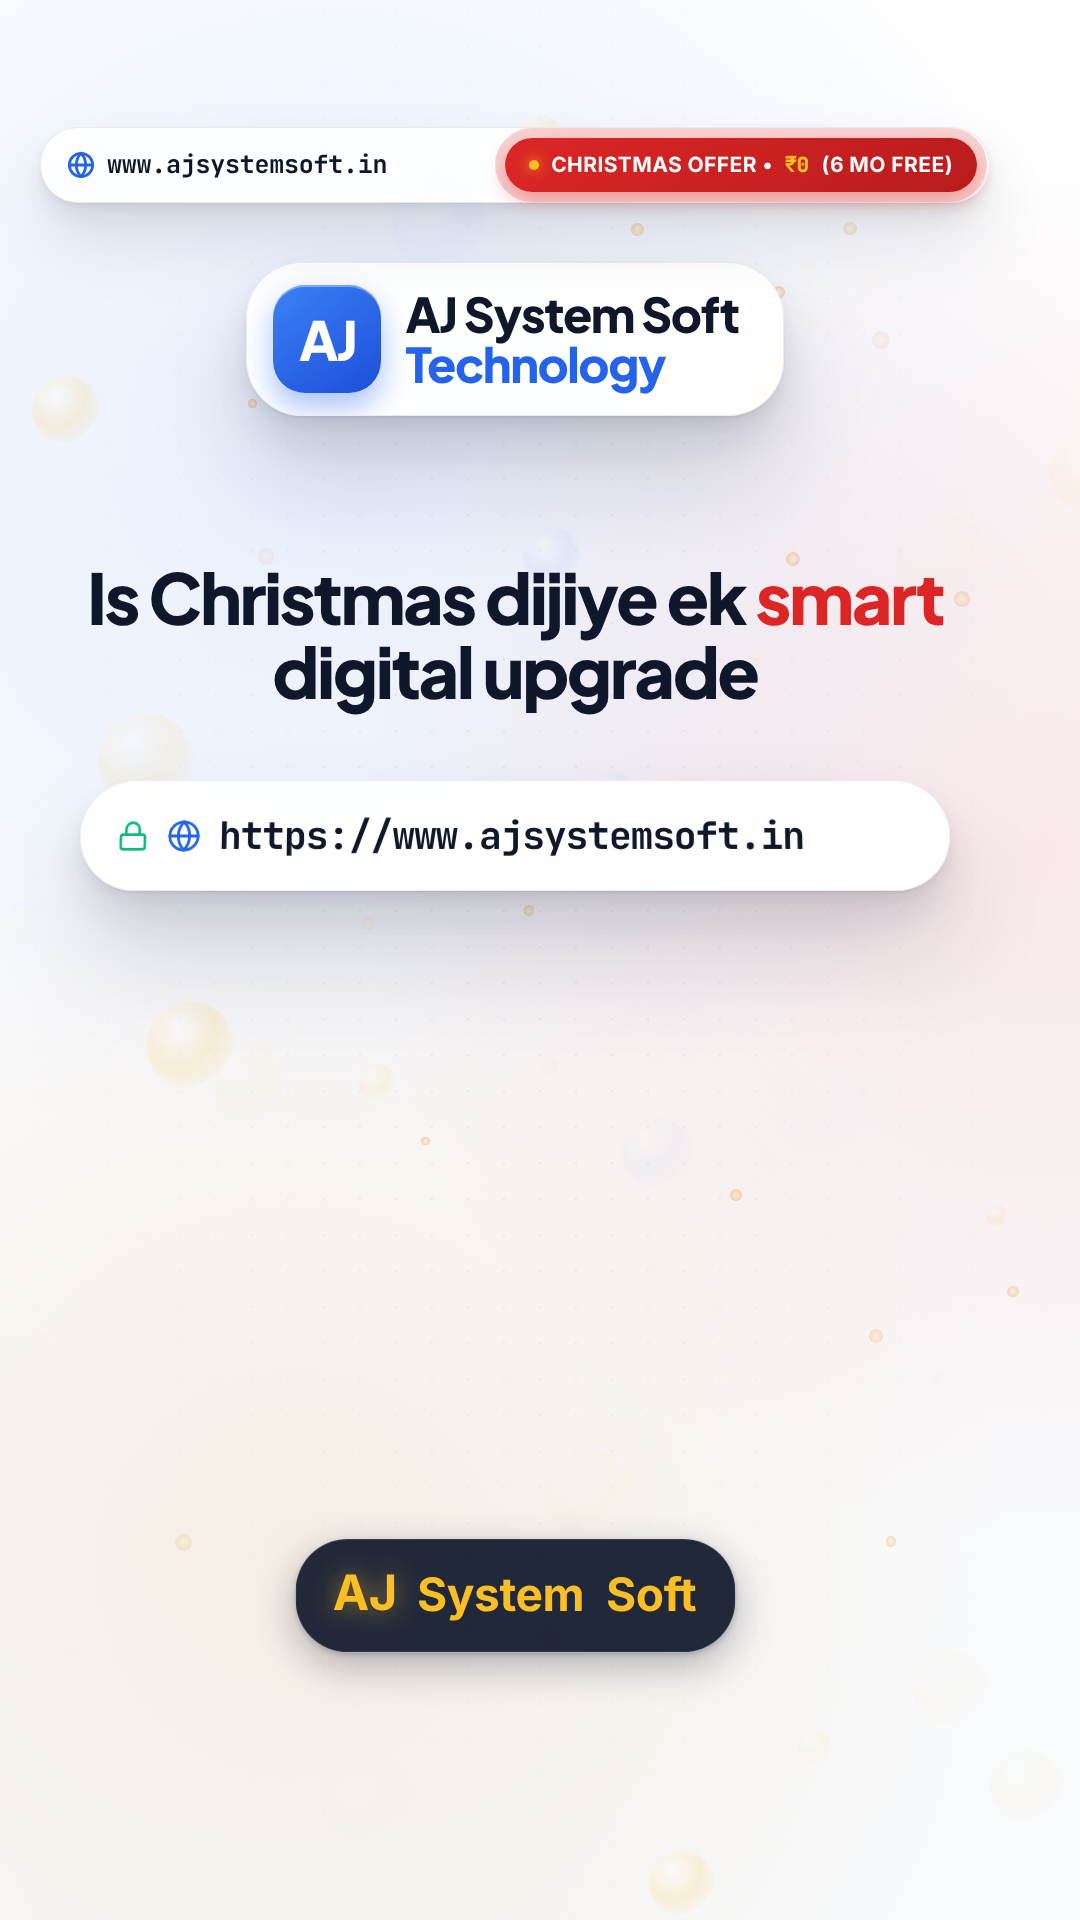 www.ajsystemsoft.in
CHRISTMAS OFFER • ₹0 (6 MO FREE)
AJ
AJ System Soft
Technology
Is Christmas dijiye ek smart
digital upgrade
https://www.ajsystemsoft.in
AJ System Soft